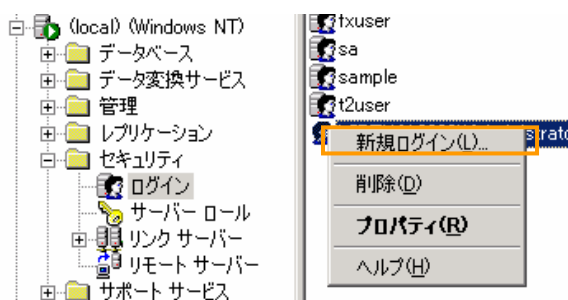 (local) (Windows NT)
データベース
データ変換サービス
管理
レプリケーション
セキュリティ
ログイン
サーバー ロール
リンク サーバー
リモート サーバー
サポート サービス
sa
sample
t2user
新規ログイン(L)...
削除(D)
プロパティ(R)
ヘルプ(H)